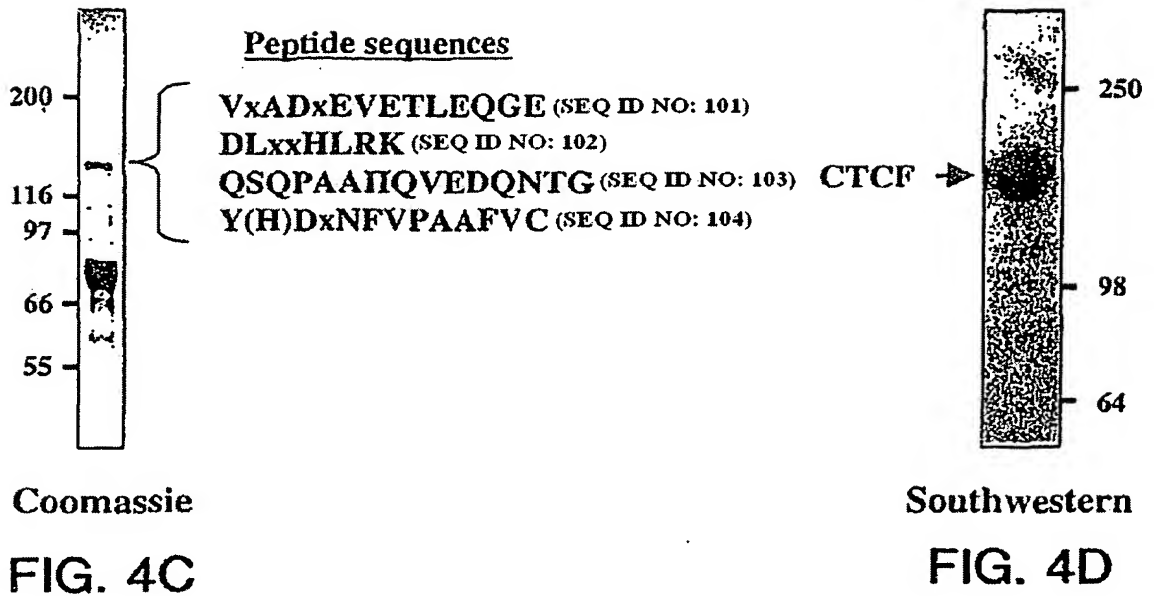 Peptide sequences
200
116
97
66
55
VxADxEVETLEQGE (SEQ ID NO: 101)
DLxxHLRK (SEQ ID NO: 102)
QSQPAAΠQVEDQNTG (SEQ ID NO: 103)
Y(H)DxNFVPAAFVC (SEQ ID NO: 104)
CTCF
250
98
64
Coomassie
Southwestern
FIG. 4C
FIG. 4D